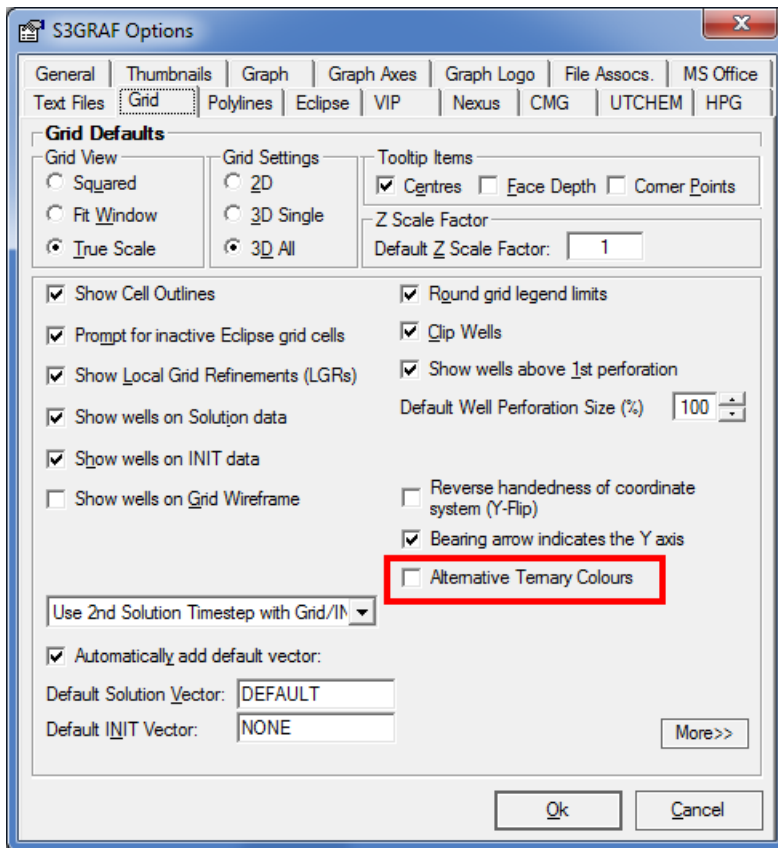 S3GRAF Options
General Thumbnails Graph Graph Axes Graph Logo File Assocs. MS Office
Text Files Grid Polylines Eclipse VIP Nexus CMG UTCHEM HPG
Grid Defaults
Grid View
Squared
Fit Window
True Scale
Grid Settings
2D
3D Single
3D All
Tooltip Items
Centres Face Depth Corner Points
Z Scale Factor
Default Z Scale Factor: 1
Show Cell Outlines
Prompt for inactive Eclipse grid cells
Show Local Grid Refinements (LGRs)
Show wells on Solution data
Show wells on INIT data
Show wells on Grid Wireframe
Round grid legend limits
Clip Wells
Show wells above 1st perforation
Default Well Perforation Size (%) 100
Reverse handedness of coordinate
system (Y-Flip)
Bearing arrow indicates the Y axis
Alternative Ternary Colours
Use 2nd Solution Timestep with Grid/IN
Automatically add default vector:
Default Solution Vector: DEFAULT
Default INIT Vector: NONE
More>>
Ok Cancel